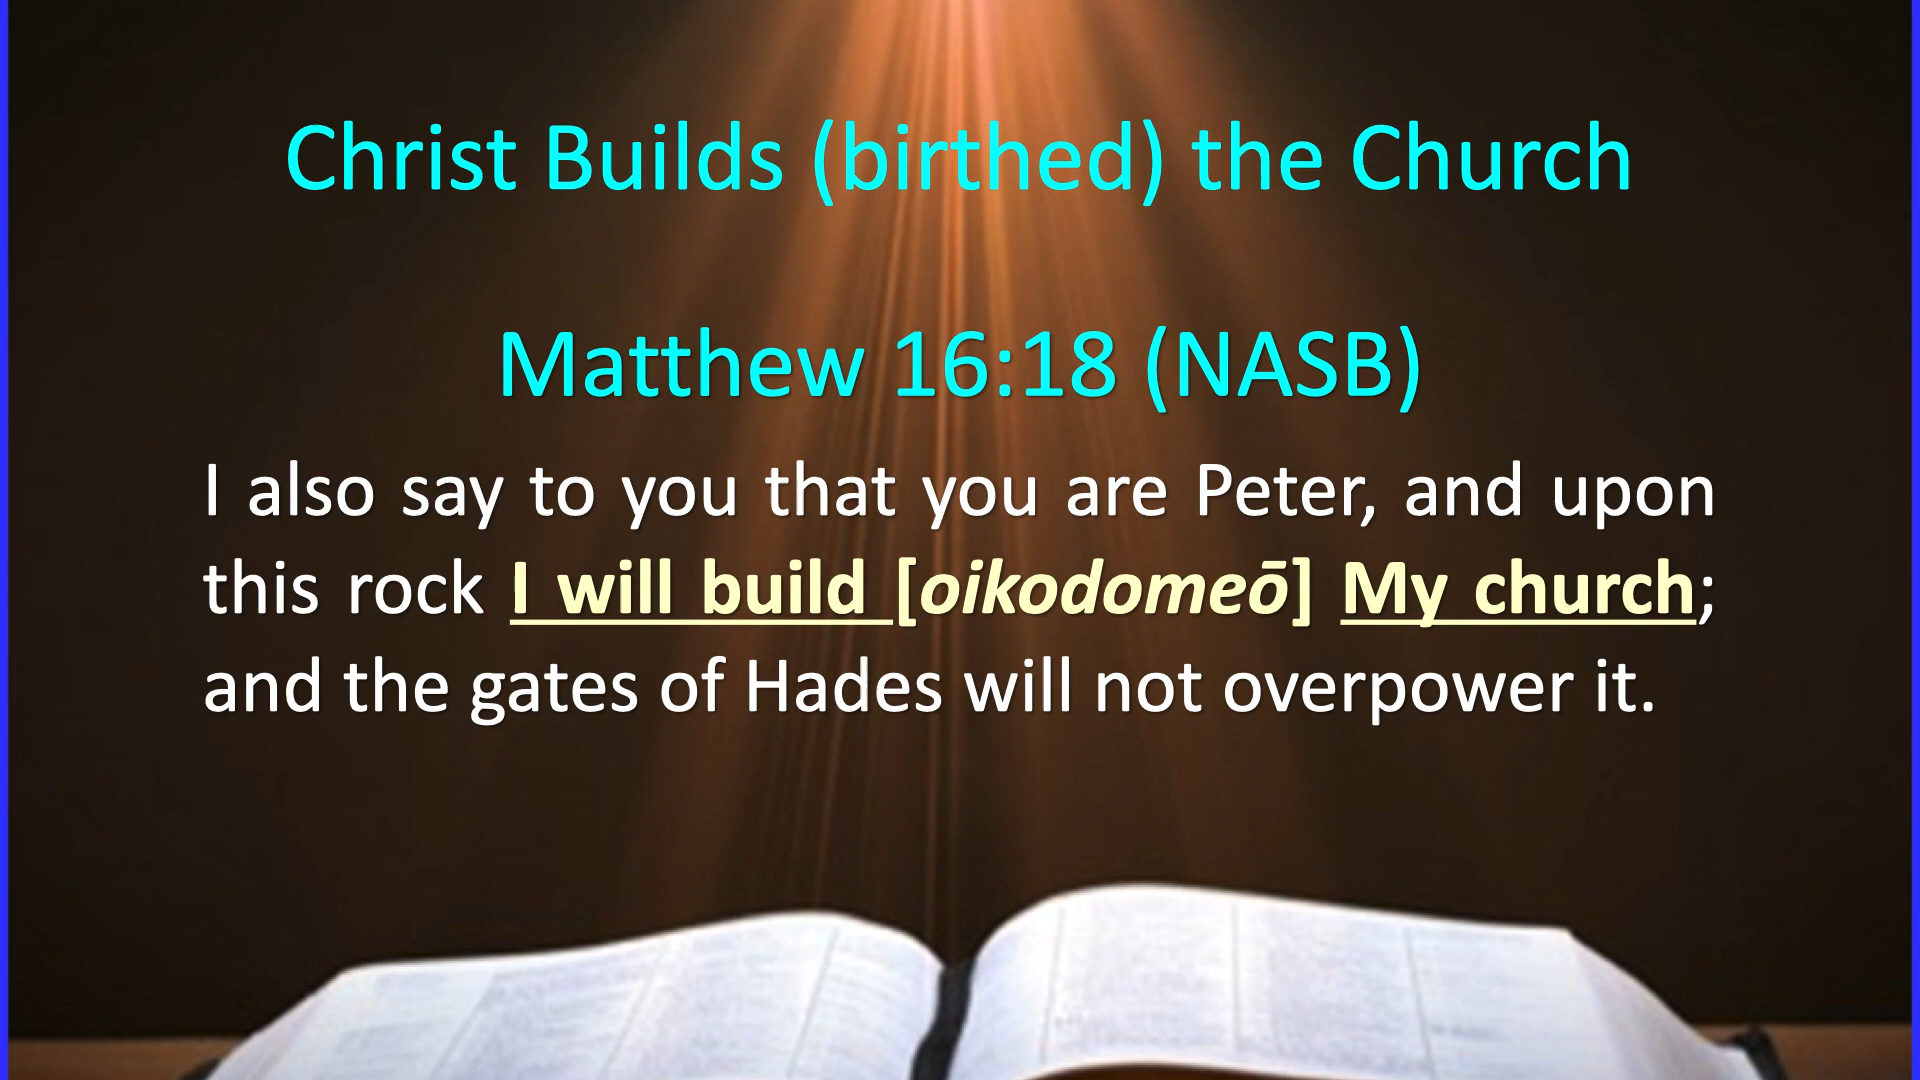 Christ Builds (birthed) the Church
Matthew 16:18 (NASB)
I also say to you that you are Peter, and upon
this rock I will build [oikodomeō] My church;
and the gates of Hades will not overpower it.